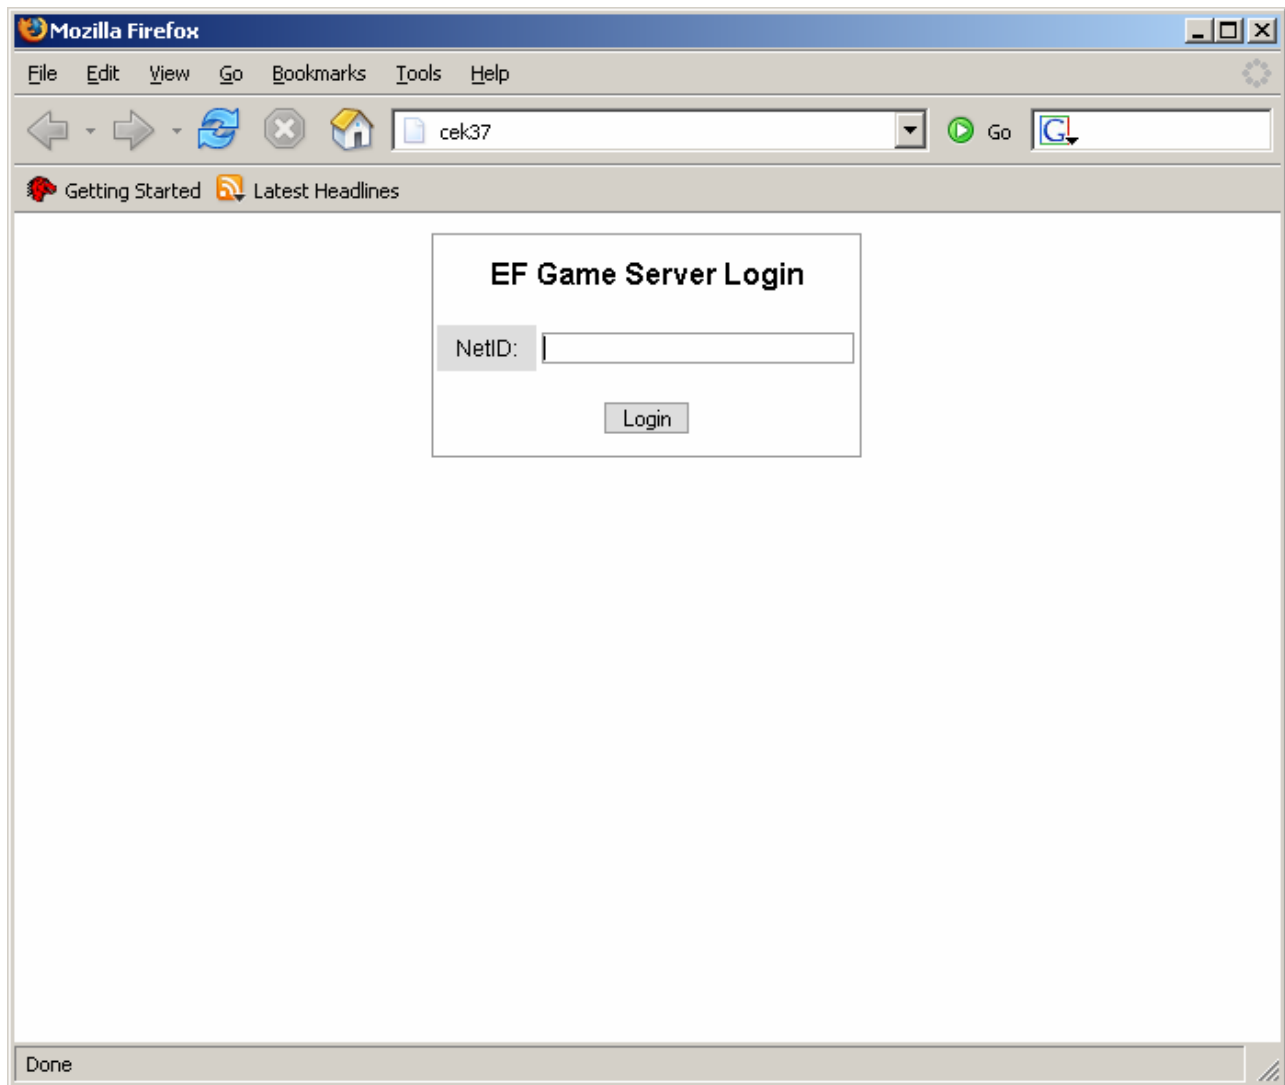 Mozilla Firefox
File Edit View Go Bookmarks Tools Help
cek37 Go G
Getting Started Latest Headlines
EF Game Server Login
NetID:
Login
Done